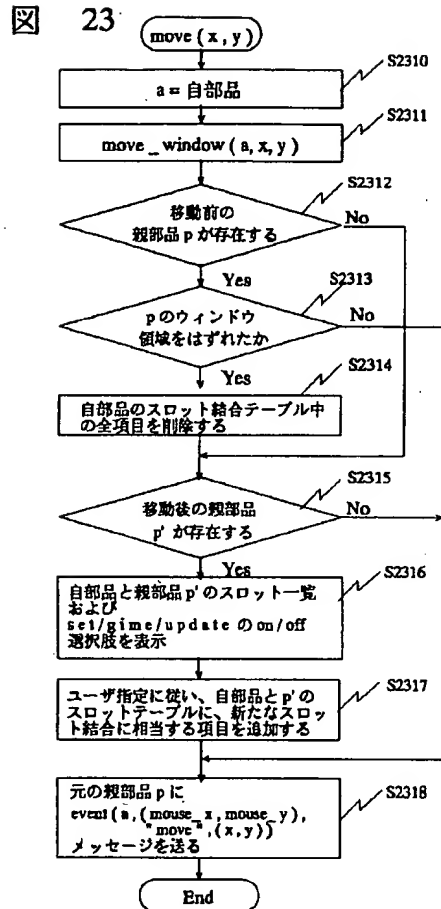 図 23
move (x, y)
S2310
a = 自部品
S2311
move _ window ( a, x, y )
S2312
移動前の
親部品 p が存在する
No
Yes
S2313
p のウィンドウ
領域をはずれたか
No
Yes
S2314
自部品のスロット結合テーブル中
の全項目を削除する
S2315
移動後の親部品
p' が存在する
No
Yes
S2316
自部品と親部品 p' のスロット一覧
および
set/gime/update の on/off
選択肢を表示
S2317
ユーザ指定に従い、自部品と p' の
スロットテーブルに、新たなスロッ
ト結合に相当する項目を追加する
S2318
元の親部品 p に
event(a,(mouse_x,mouse_y),
"move",(x,y))
メッセージを送る
End